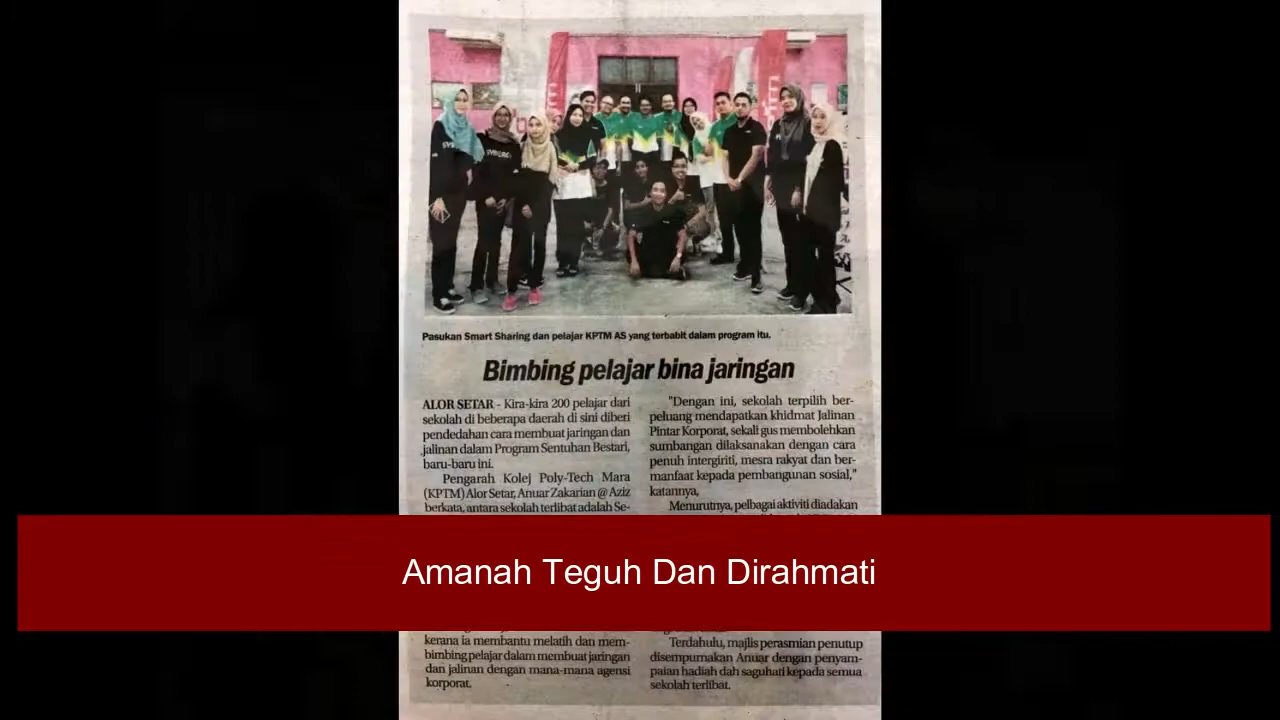 Pasukan Smart Sharing dan pelajar KPTM AS yang terbabit dalam program itu.
Bimbing pelajar bina jaringan
ALOR SETAR - Kira-kira 200 pelajar dari
sekolah di beberapa daerah di sini diberi
pendedahan cara membuat jaringan dan
jalinan dalam Program Sentuhan Bestari,
baru-baru ini.
Pengarah Kolej Poly-Tech Mara
(KPTM) Alor Setar, Anuar Zakarian @ Aziz
berkata, antara sekolah terlibat adalah Se-
"Dengan ini, sekolah terpilih ber-
peluang mendapatkan khidmat Jalinan
Pintar Korporat, sekali gus membolehkan
sumbangan dilaksanakan dengan cara
penuh intergiriti, mesra rakyat dan ber-
manfaat kepada pembangunan sosial,"
katannya,
Menurutnya, pelbagai aktiviti diadakan
Amanah Teguh Dan Dirahmati
kerana ia membantu melatih dan mem-
bimbing pelajar dalam membuat jaringan
dan jalinan dengan mana-mana agensi
korporat.
Terdahulu, majlis perasmian penutup
disempurnakan Anuar dengan penyam-
paian hadiah dah saguhati kepada semua
sekolah terlibat.